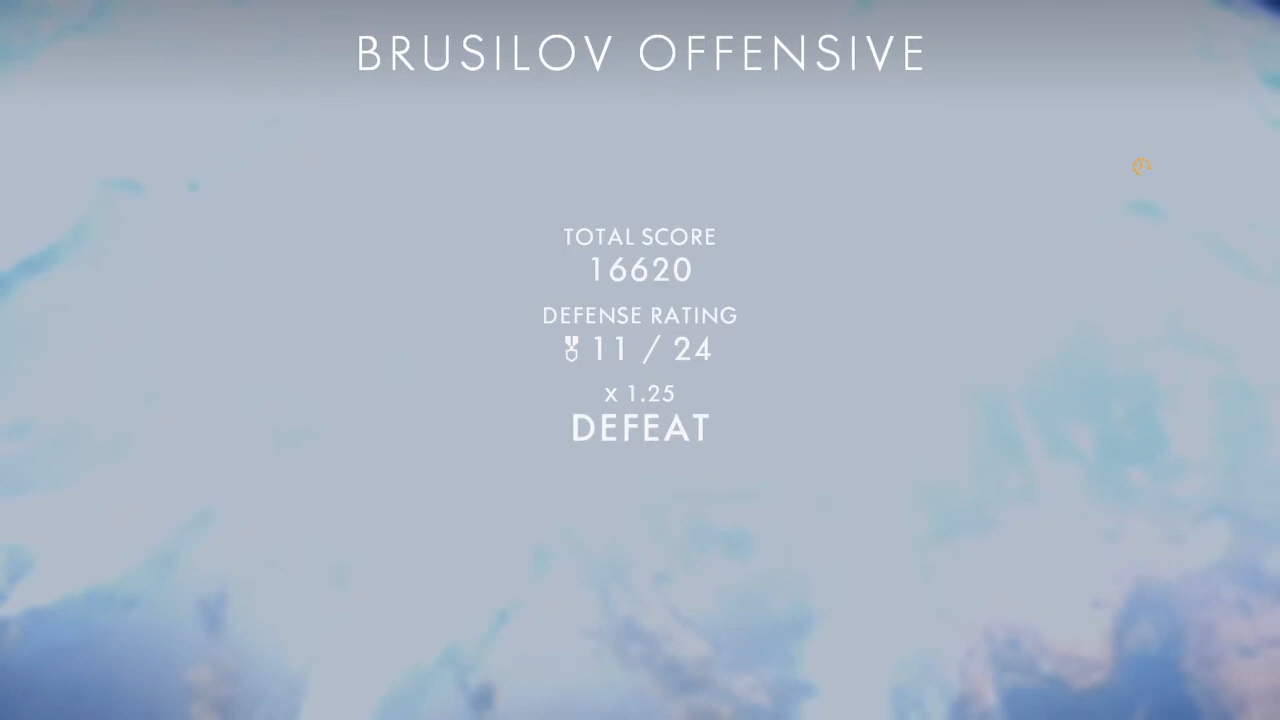 BRUSILOV OFFENSIVE
TOTAL SCORE
16620
DEFENSE RATING
11 / 24
x 1.25
DEFEAT